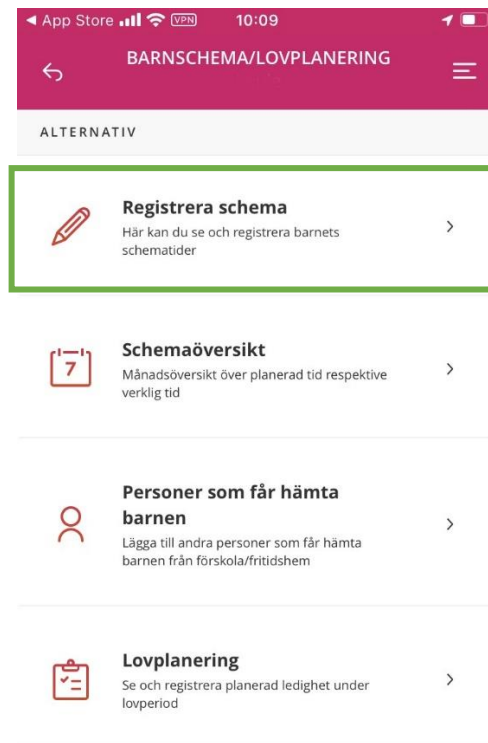 ◀ App Store VPN 10:09
BARNSCHEMA/LOVPLANERING
ALTERNATIV
Registrera schema
Här kan du se och registrera barnets
schematider
Schemaöversikt
7
Månadsöversikt över planerad tid respektive
verklig tid
Personer som får hämta
barnen
Lägga till andra personer som får hämta
barnen från förskola/fritidshem
Lovplanering
Se och registrera planerad ledighet under
lovperiod